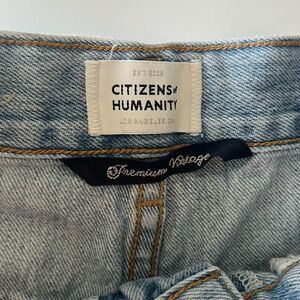 EST. 2003
CITIZENS of
HUMANITY
LOS ANGELES, CA
Premium Vintage